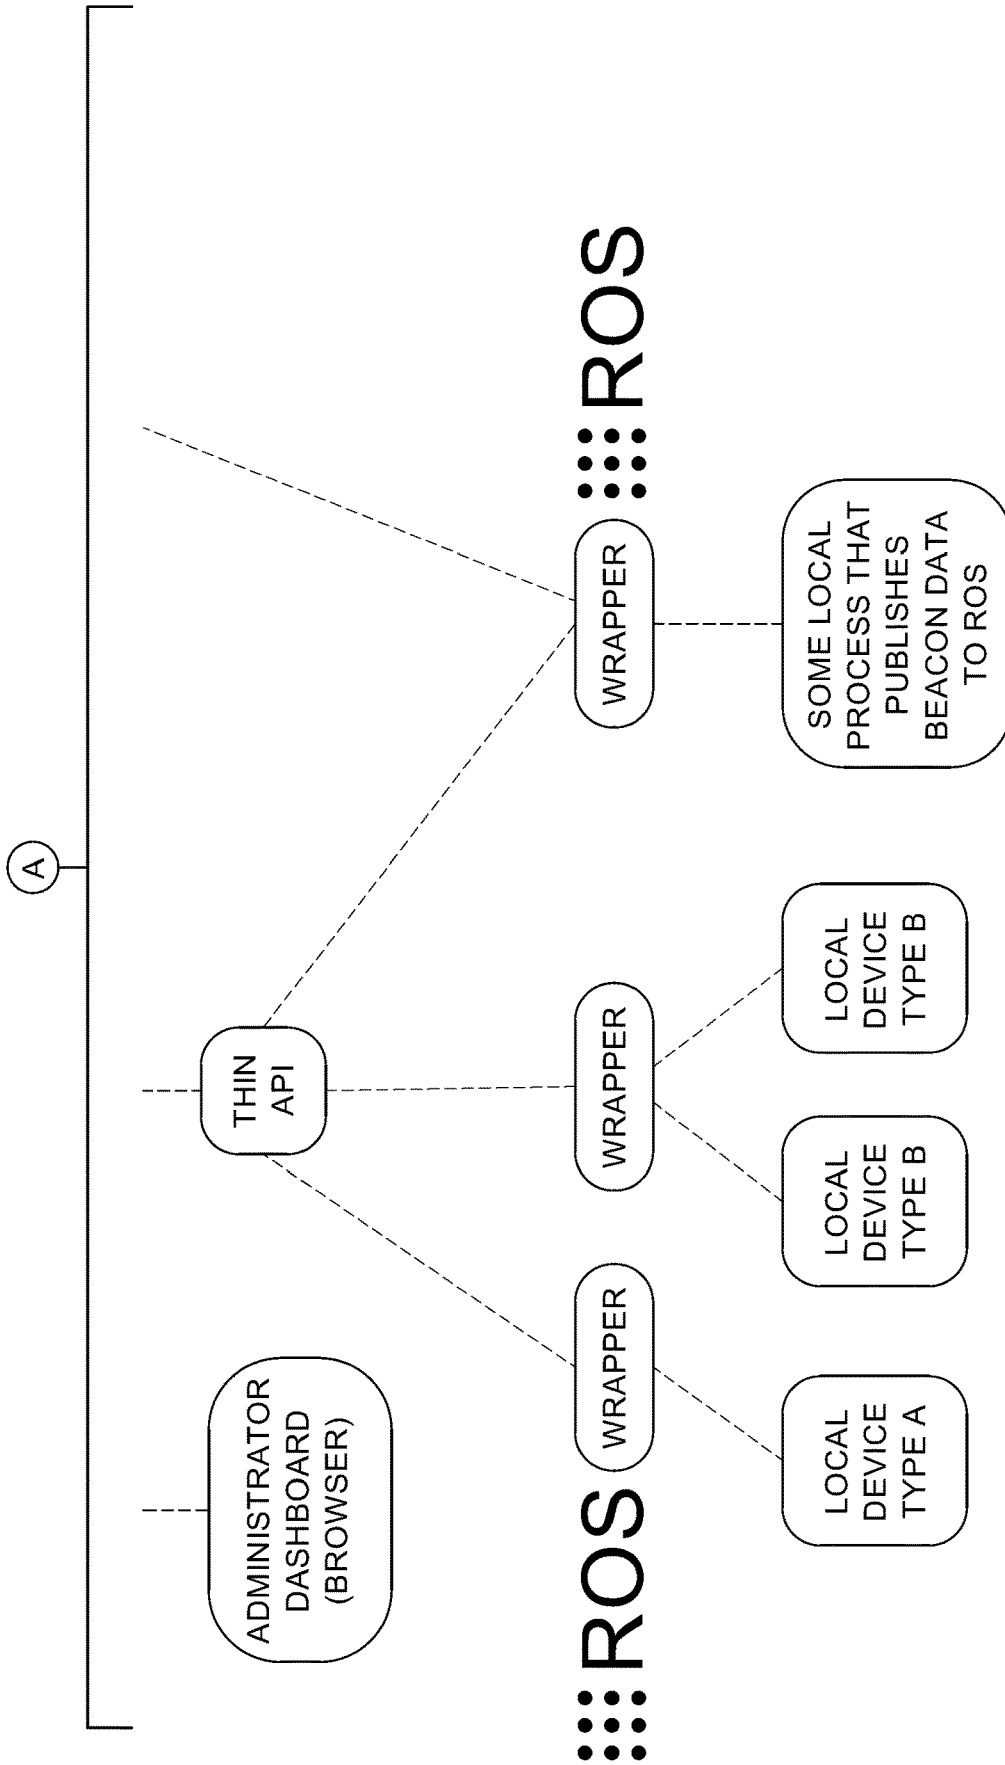 A
ADMINISTRATOR
DASHBOARD
(BROWSER)
THIN
API
ROS
WRAPPER
WRAPPER
WRAPPER
ROS
LOCAL
DEVICE
TYPE A
LOCAL
DEVICE
TYPE B
LOCAL
DEVICE
TYPE B
SOME LOCAL
PROCESS THAT
PUBLISHES
BEACON DATA
TO ROS